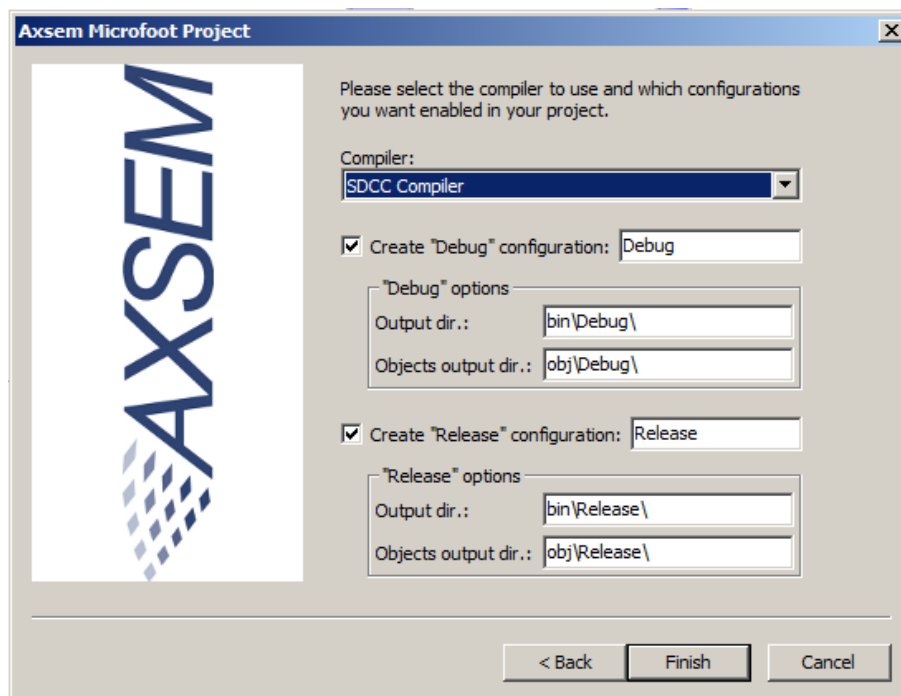 Axsem Microfoot Project
AXSEM
Please select the compiler to use and which configurations
you want enabled in your project.
Compiler:
SDCC Compiler
Create "Debug" configuration: Debug
"Debug" options
Output dir.: bin\Debug\
Objects output dir.: obj\Debug\
Create "Release" configuration: Release
"Release" options
Output dir.: bin\Release\
Objects output dir.: obj\Release\
< Back Finish Cancel